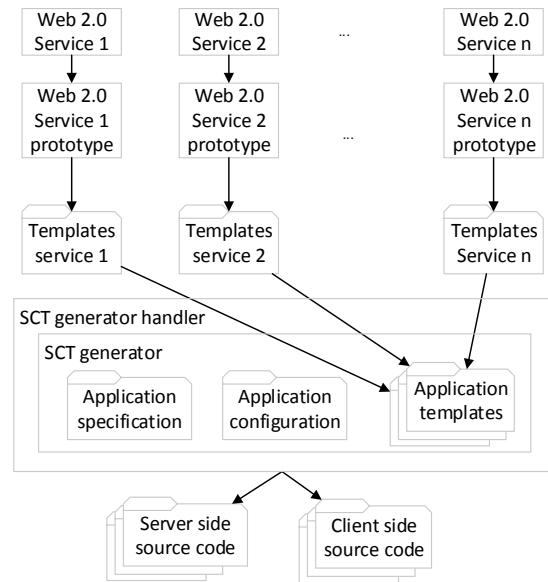 Web 2.0
Service 1
Web 2.0
Service 2
...
Web 2.0
Service n
Web 2.0
Service 1
prototype
Web 2.0
Service 2
prototype
...
Web 2.0
Service n
prototype
Templates
service 1
Templates
service 2
Templates
Service n
SCT generator handler
SCT generator
Application
specification
Application
configuration
Application
templates
Server side
source code
Client side
source code